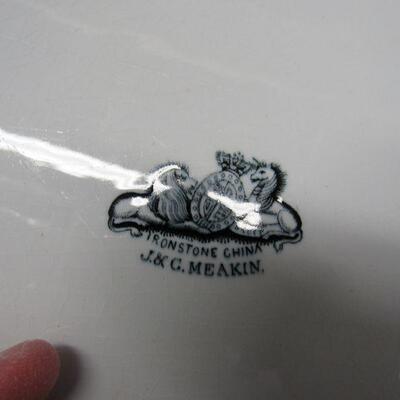 IRONSTONE CHINA
J. & G. MEAKIN.